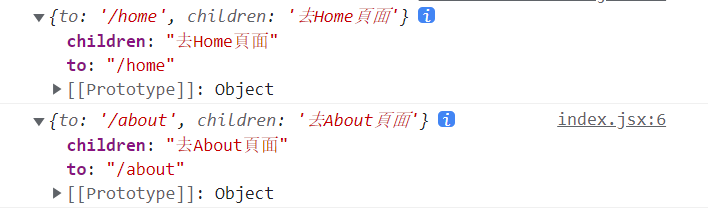 {to: '/home', children: '去Home頁面'} i
children: "去Home頁面"
to: "/home"
[[Prototype]]: Object
{to: '/about', children: '去About頁面'} i index.jsx:6
children: "去About頁面"
to: "/about"
[[Prototype]]: Object